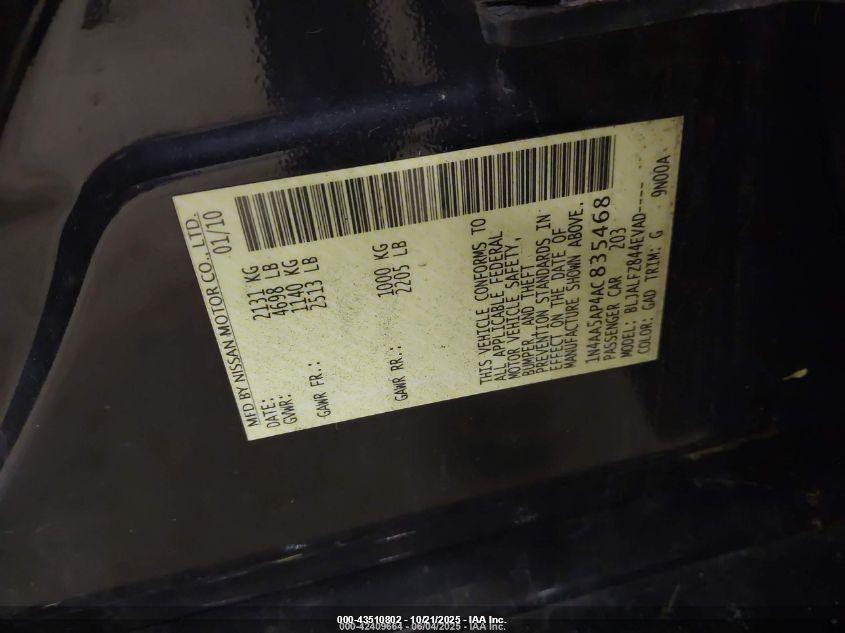 MFD BY NISSAN MOTOR CO., LTD.
DATE: 01/10
GVWR: 2131 KG
4698 LB
GAWR FR.: 1140 KG
2513 LB
GAWR RR.: 1000 KG
2205 LB
THIS VEHICLE CONFORMS TO
ALL APPLICABLE FEDERAL
MOTOR VEHICLE SAFETY,
BUMPER, AND THEFT
PREVENTION STANDARDS IN
EFFECT ON THE DATE OF
MANUFACTURE SHOWN ABOVE.
1N4AA5AP4AC835468
PASSENGER CAR 203
MODEL: BLJALFZB44EVAD----
COLOR: GAD TRIM: G 9N00A
000-43510802 - 10/21/2025 - IAA Inc.
000-42409664 - 06/04/2025 - IAA Inc.